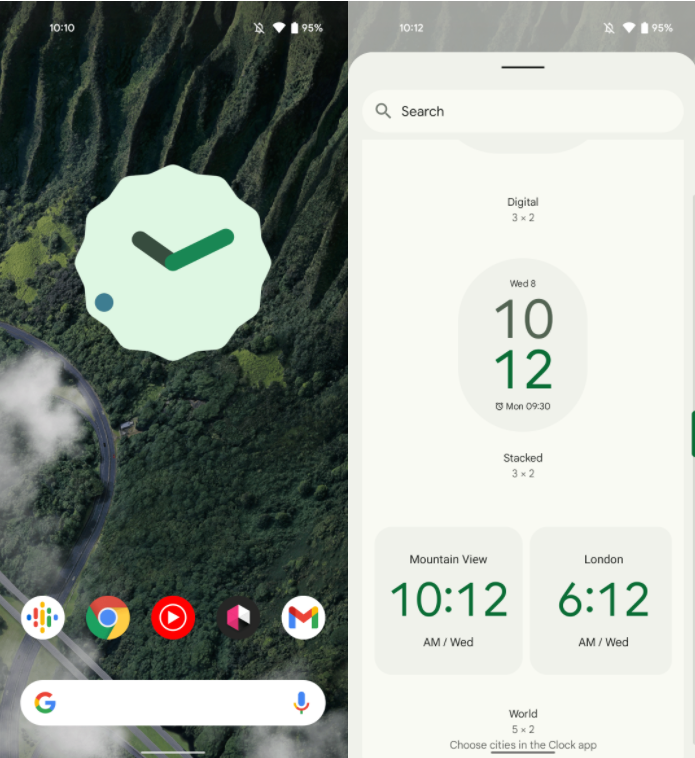 10:10
95%
10:12
95%
Search
Digital
3 × 2
Wed 8
10
12
Mon 09:30
Stacked
3 × 2
Mountain View
10:12
AM / Wed
London
6:12
AM / Wed
World
5 × 2
Choose cities in the Clock app